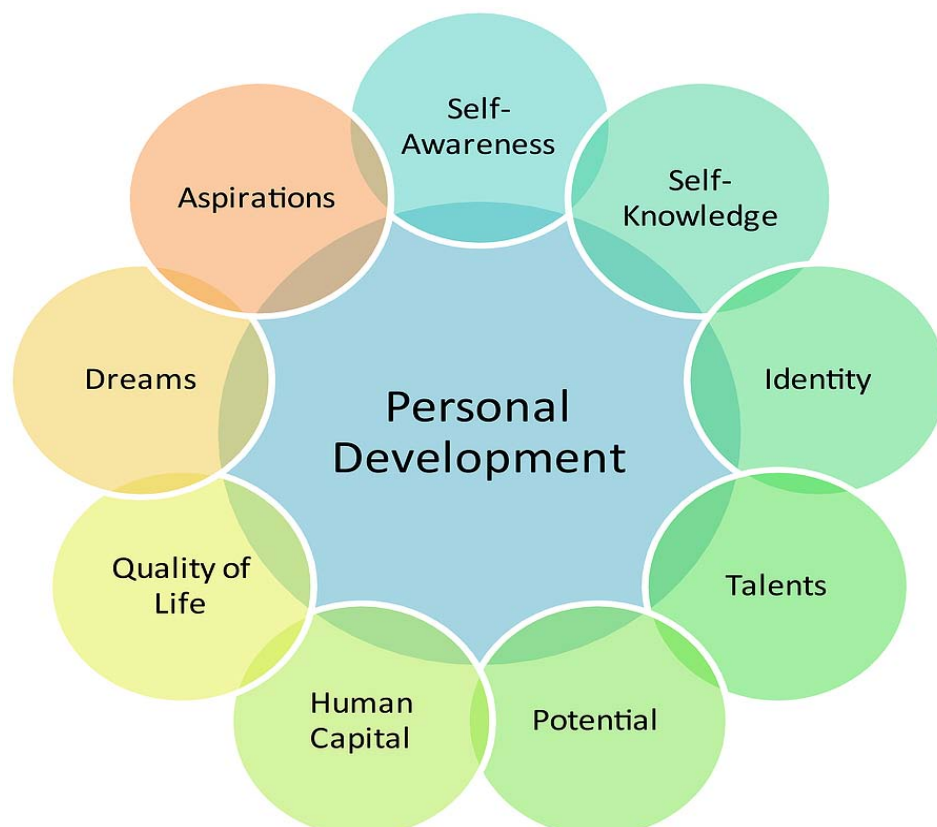 Self-
Awareness
Self-
Knowledge
Identity
Talents
Potential
Human
Capital
Quality of
Life
Dreams
Aspirations
Personal
Development